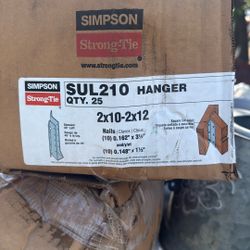 SIMPSON
Strong-Tie
www.strongtie.com
SIMPSON
Strong-Tie
SUL210 HANGER
QTY. 25
2x10-2x12
Nails
(10) 0.162" x 3½"
(10) 0.148" x 1½"